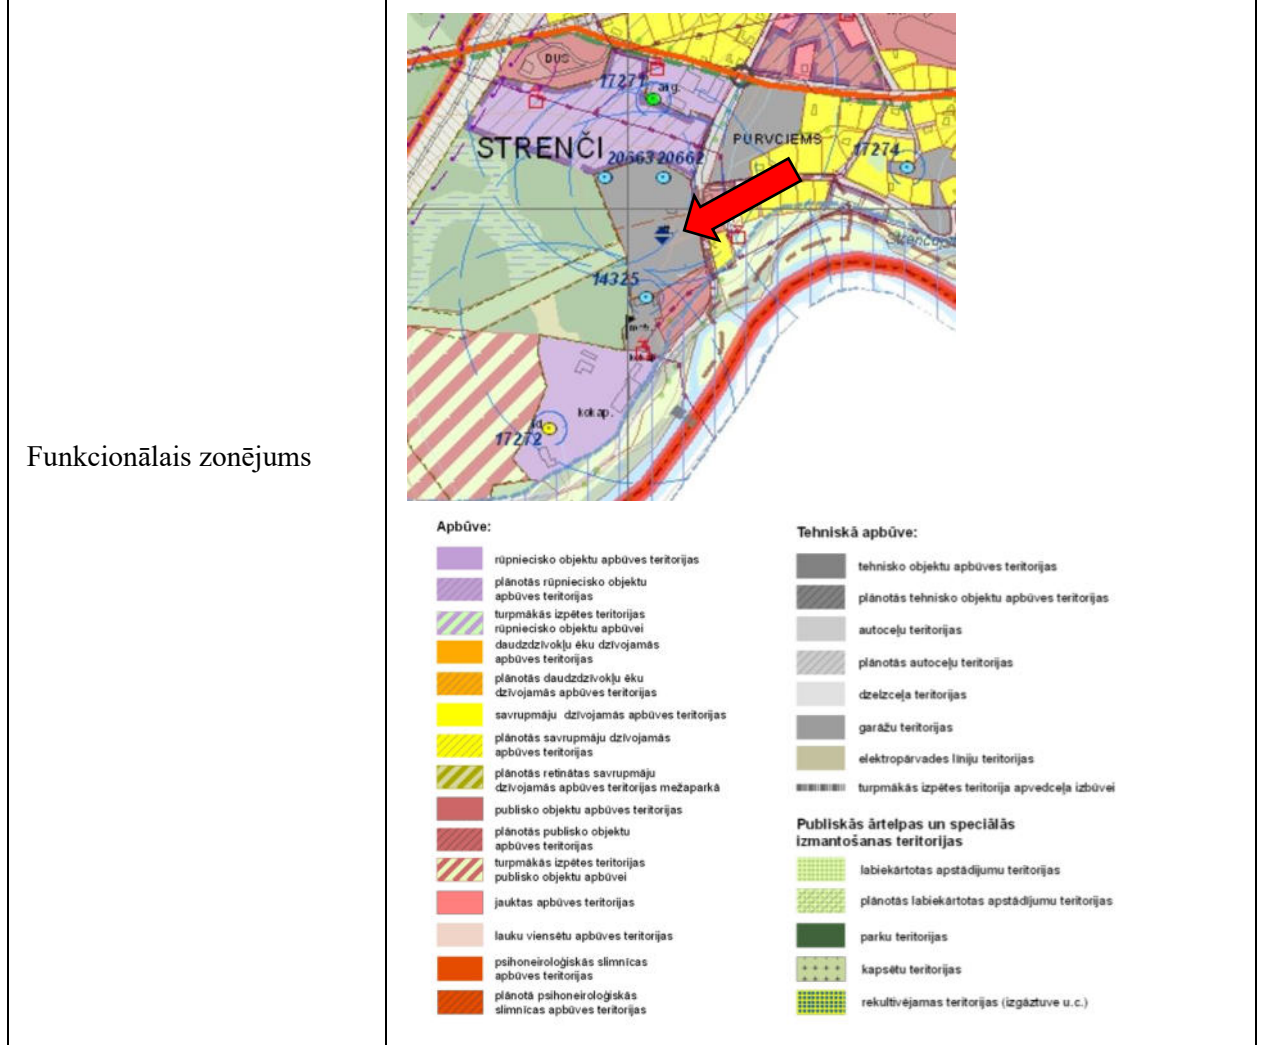 Funkcionālais zonējums
DUS
17271
STRENČI
20663 20662
PURVCIEMS
17274
14325
kokap.
17272
Apbūve:
rūpniecisko objektu apbūves teritorijas
plānotās rūpniecisko objektu
apbūves teritorijas
turpmākās izpētes teritorijas
rūpniecisko objektu apbūvei
daudzdzīvokļu ēku dzīvojamās
apbūves teritorijas
plānotās daudzdzīvokļu ēku
dzīvojamās apbūves teritorijas
savrupmāju dzīvojamās apbūves teritorijas
plānotās savrupmāju dzīvojamās
apbūves teritorijas
plānotās retinātas savrupmāju
dzīvojamās apbūves teritorijas mežaparkā
publisko objektu apbūves teritorijas
plānotās publisko objektu
apbūves teritorijas
turpmākās izpētes teritorijas
publisko objektu apbūvei
jauktas apbūves teritorijas
lauku viensētu apbūves teritorijas
psihoneiroloģiskās slimnīcas
apbūves teritorijas
plānotā psihoneiroloģiskās
slimnīcas apbūves teritorijas
Tehniskā apbūve:
tehnisko objektu apbūves teritorijas
plānotās tehnisko objektu apbūves teritorijas
autoceļu teritorijas
plānotās autoceļu teritorijas
dzelzceļa teritorijas
garāžu teritorijas
elektropārvades līniju teritorijas
turpmākās izpētes teritorija apvedceļa izbūvei
Publiskās ārtelpas un speciālās
izmantošanas teritorijas
labiekārtotas apstādījumu teritorijas
plānotās labiekārtotas apstādījumu teritorijas
parku teritorijas
kapsētu teritorijas
rekultivējamas teritorijas (izgāztuve u.c.)